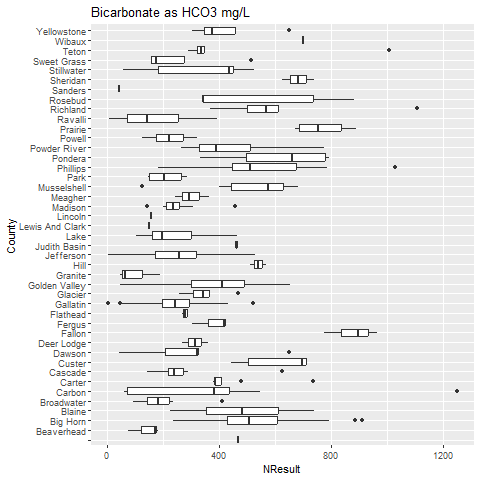 Bicarbonate as HCO3 mg/L
County
Yellowstone
Wibaux
Teton
Sweet Grass
Stillwater
Sheridan
Sanders
Rosebud
Richland
Ravalli
Prairie
Powell
Powder River
Pondera
Phillips
Park
Musselshell
Meagher
Madison
Lincoln
Lewis And Clark
Lake
Judith Basin
Jefferson
Hill
Granite
Golden Valley
Glacier
Gallatin
Flathead
Fergus
Fallon
Deer Lodge
Dawson
Custer
Cascade
Carter
Carbon
Broadwater
Blaine
Big Horn
Beaverhead
0 400 800 1200
NResult